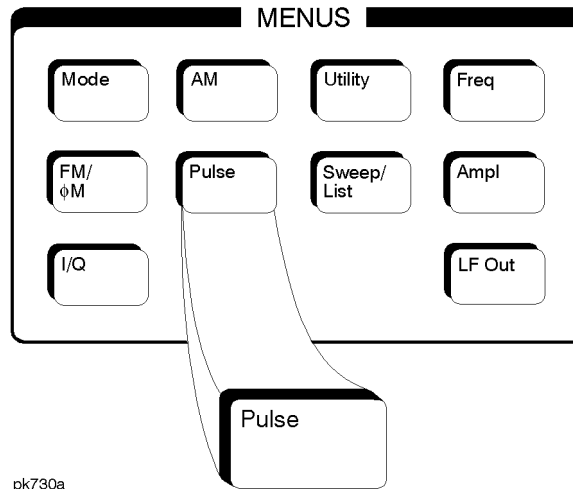 MENUS
Mode
AM
Utility
Freq
FM/
ϕM
Pulse
Sweep/
List
Ampl
I/Q
LF Out
Pulse
pk730a